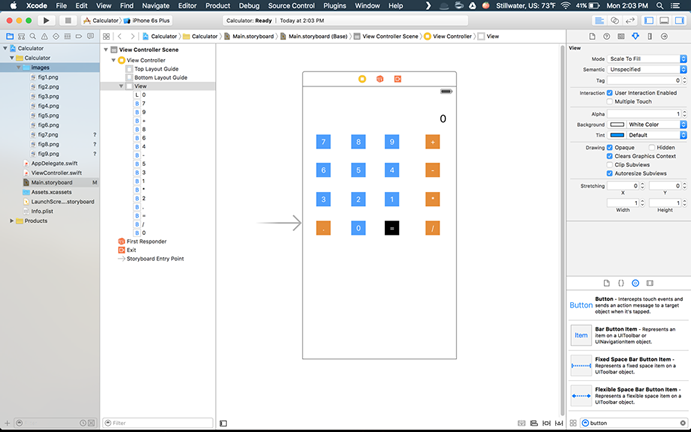 Xcode File Edit View Find Navigate Editor Product Debug Source Control Window Help Stillwater, US: 73°F 41% Mon 2:03 PM
Calculator iPhone 6s Plus Calculator: Ready Today at 2:03 PM
Calculator Calculator Main.storyboard Main.storyboard (Base) View Controller Scene View Controller View
Calculator
Calculator
images
fig1.png
fig2.png
fig3.png
fig4.png
fig5.png
fig6.png
fig7.png ?
fig8.png ?
fig9.png ?
AppDelegate.swift
ViewController.swift
Main.storyboard M
Assets.xcassets
LaunchScre....storyboard
Info.plist
Products
View Controller Scene
View Controller
Top Layout Guide
Bottom Layout Guide
View
L 0
B 7
B 9
B +
B 8
B 6
B 4
B -
B 5
B 3
B 1
B *
B 2
B .
B =
B /
B 0
First Responder
Exit
Storyboard Entry Point
Filter
0
7 8 9 +
6 5 4 -
3 2 1 *
. 0 = /
View
Mode Scale To Fill
Semantic Unspecified
Tag 0
Interaction User Interaction Enabled
Multiple Touch
Alpha 1
Background White Color
Tint Default
Drawing Opaque Hidden
Clears Graphics Context
Clip Subviews
Autoresize Subviews
Stretching 0 0
X Y
1 1
Width Height
Button
Button - Intercepts touch events and
sends an action message to a target
object when it's tapped.
Item
Bar Button Item - Represents an
item on a UIToolbar or
UINavigationItem object.
Fixed Space Bar Button Item -
Represents a fixed space item on a
UIToolbar object.
Flexible Space Bar Button Item -
Represents a flexible space item on a
UIToolbar object.
button